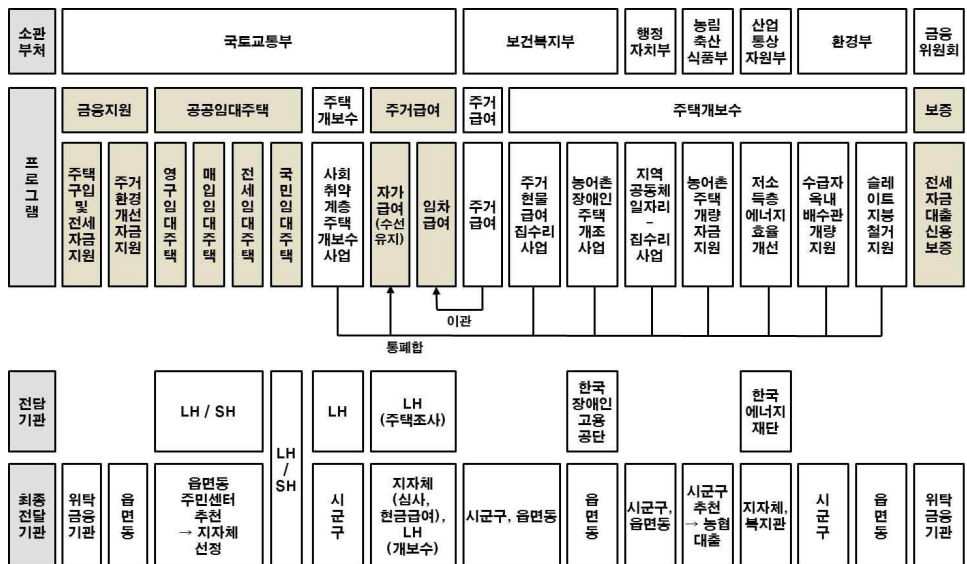 소관
부처
국토교통부
보건복지부
행정
자치부
농림
축산
식품부
산업
통상
자원부
환경부
금융
위원회
프
로
그
램
금융지원
공공임대주택
주택
개보수
주거급여
주거
급여
주택개보수
보증
주택
구입
및
전세
자금
지원
주거
환경
개선
자금
지원
영
구
임
대
주
택
매
입
임
대
주
택
전
세
임
대
주
택
국
민
임
대
주
택
사회
취약
계층
주택
개보수
사업
자가
급여
(수선
유지)
임차
급여
주거
급여
주거
현물
급여
집수리
사업
농어촌
장애인
주택
개조
사업
지역
공동체
일자리
–
집수리
사업
농어촌
주택
개량
자금
지원
저소
득층
에너지
효율
개선
수급자
옥내
배수관
개량
지원
슬레
이트
지붕
철거
지원
전세
자금
대출
신용
보증
이관
통폐합
전담
기관
LH / SH
LH
/
SH
LH
LH
(주택조사)
한국
장애인
고용
공단
한국
에너지
재단
최종
전달
기관
위탁
금융
기관
읍
면
동
읍면동
주민센터
추천
→ 지자체
선정
시
군
구
지자체
(심사,
현금급여),
LH
(개보수)
시군구, 읍면동
읍
면
동
시군구,
읍면동
시군구
추천
→ 농협
대출
지자체,
복지관
시
군
구
읍
면
동
위탁
금융
기관